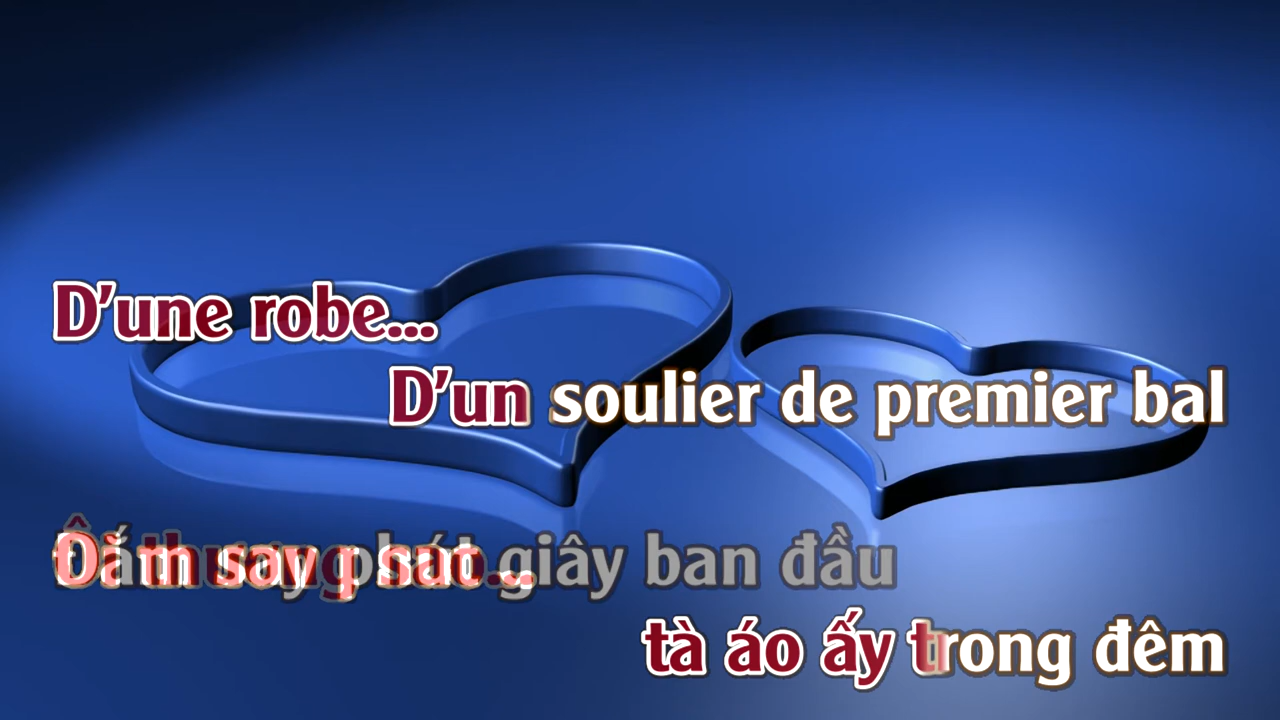 D'une robe...
D'un soulier de premier bal
giây ban đầu
tà áo ấy trong đêm